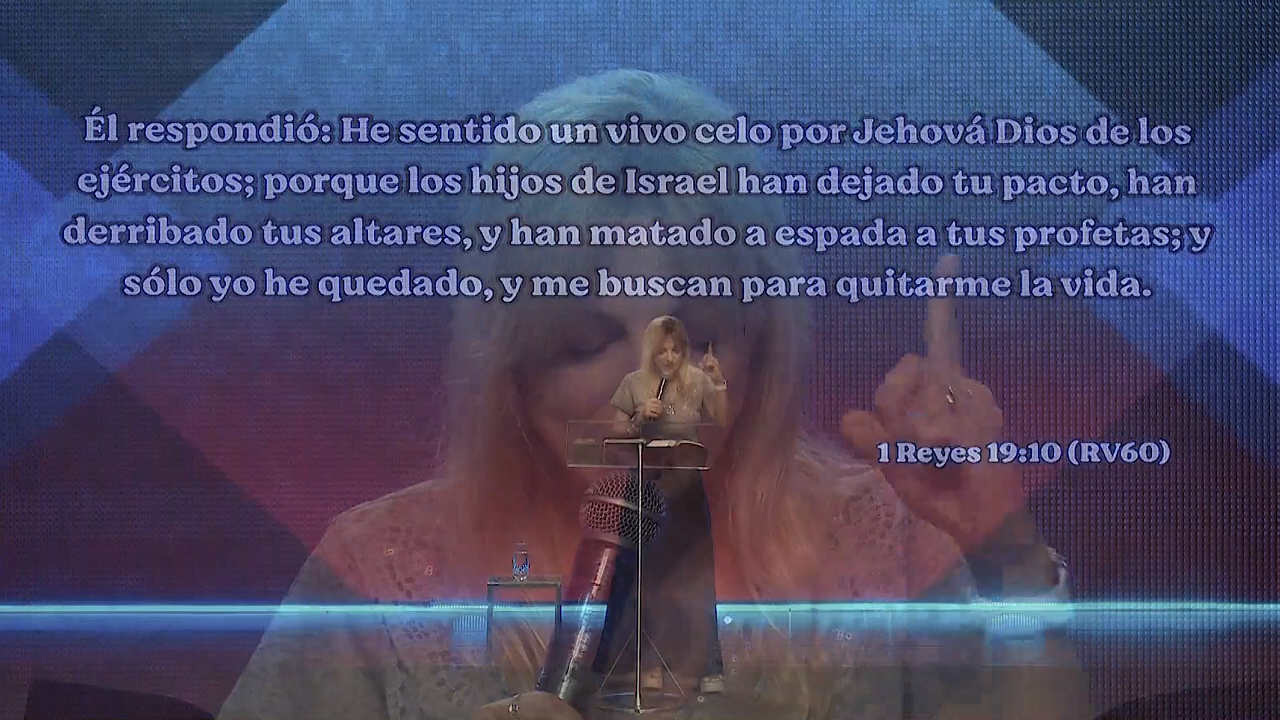 Él respondió: He sentido un vivo celo por Jehová Dios de los
ejércitos; porque los hijos de Israel han dejado tu pacto, han
derribado tus altares, y han matado a espada a tus profetas; y
sólo yo he quedado, y me buscan para quitarme la vida.
1 Reyes 19:10 (RV60)